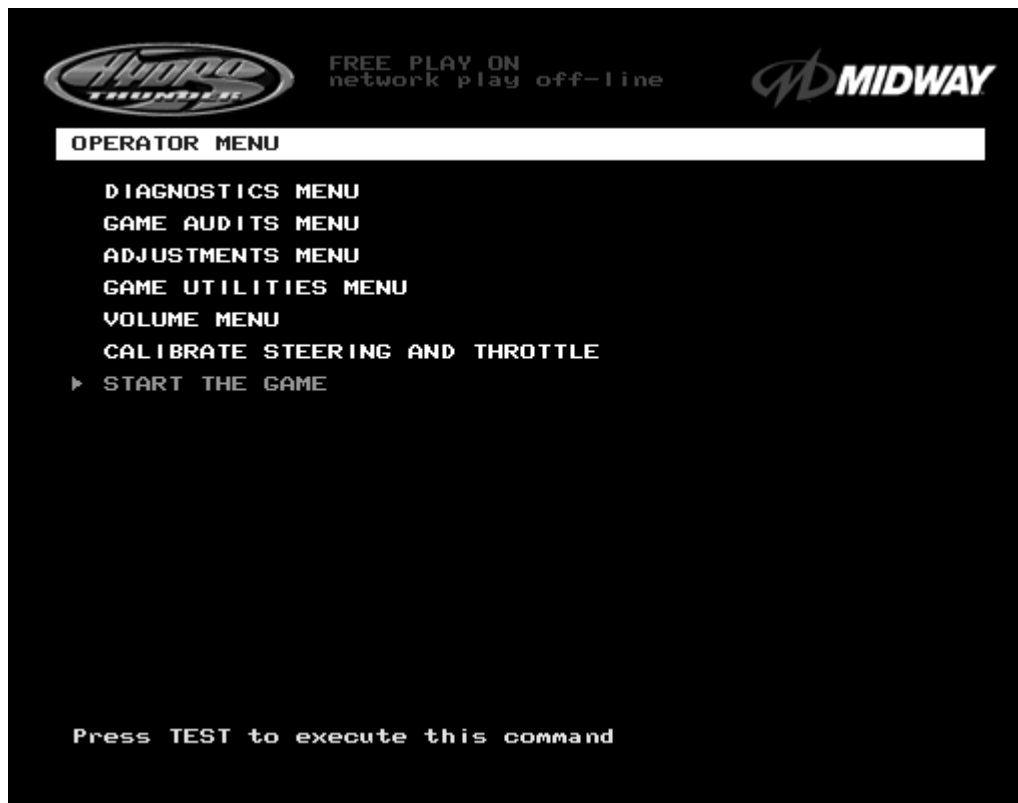 HYDRO
THUNDER
FREE PLAY ON
network play off-line
MIDWAY
OPERATOR MENU
DIAGNOSTICS MENU
GAME AUDITS MENU
ADJUSTMENTS MENU
GAME UTILITIES MENU
VOLUME MENU
CALIBRATE STEERING AND THROTTLE
START THE GAME
Press TEST to execute this command